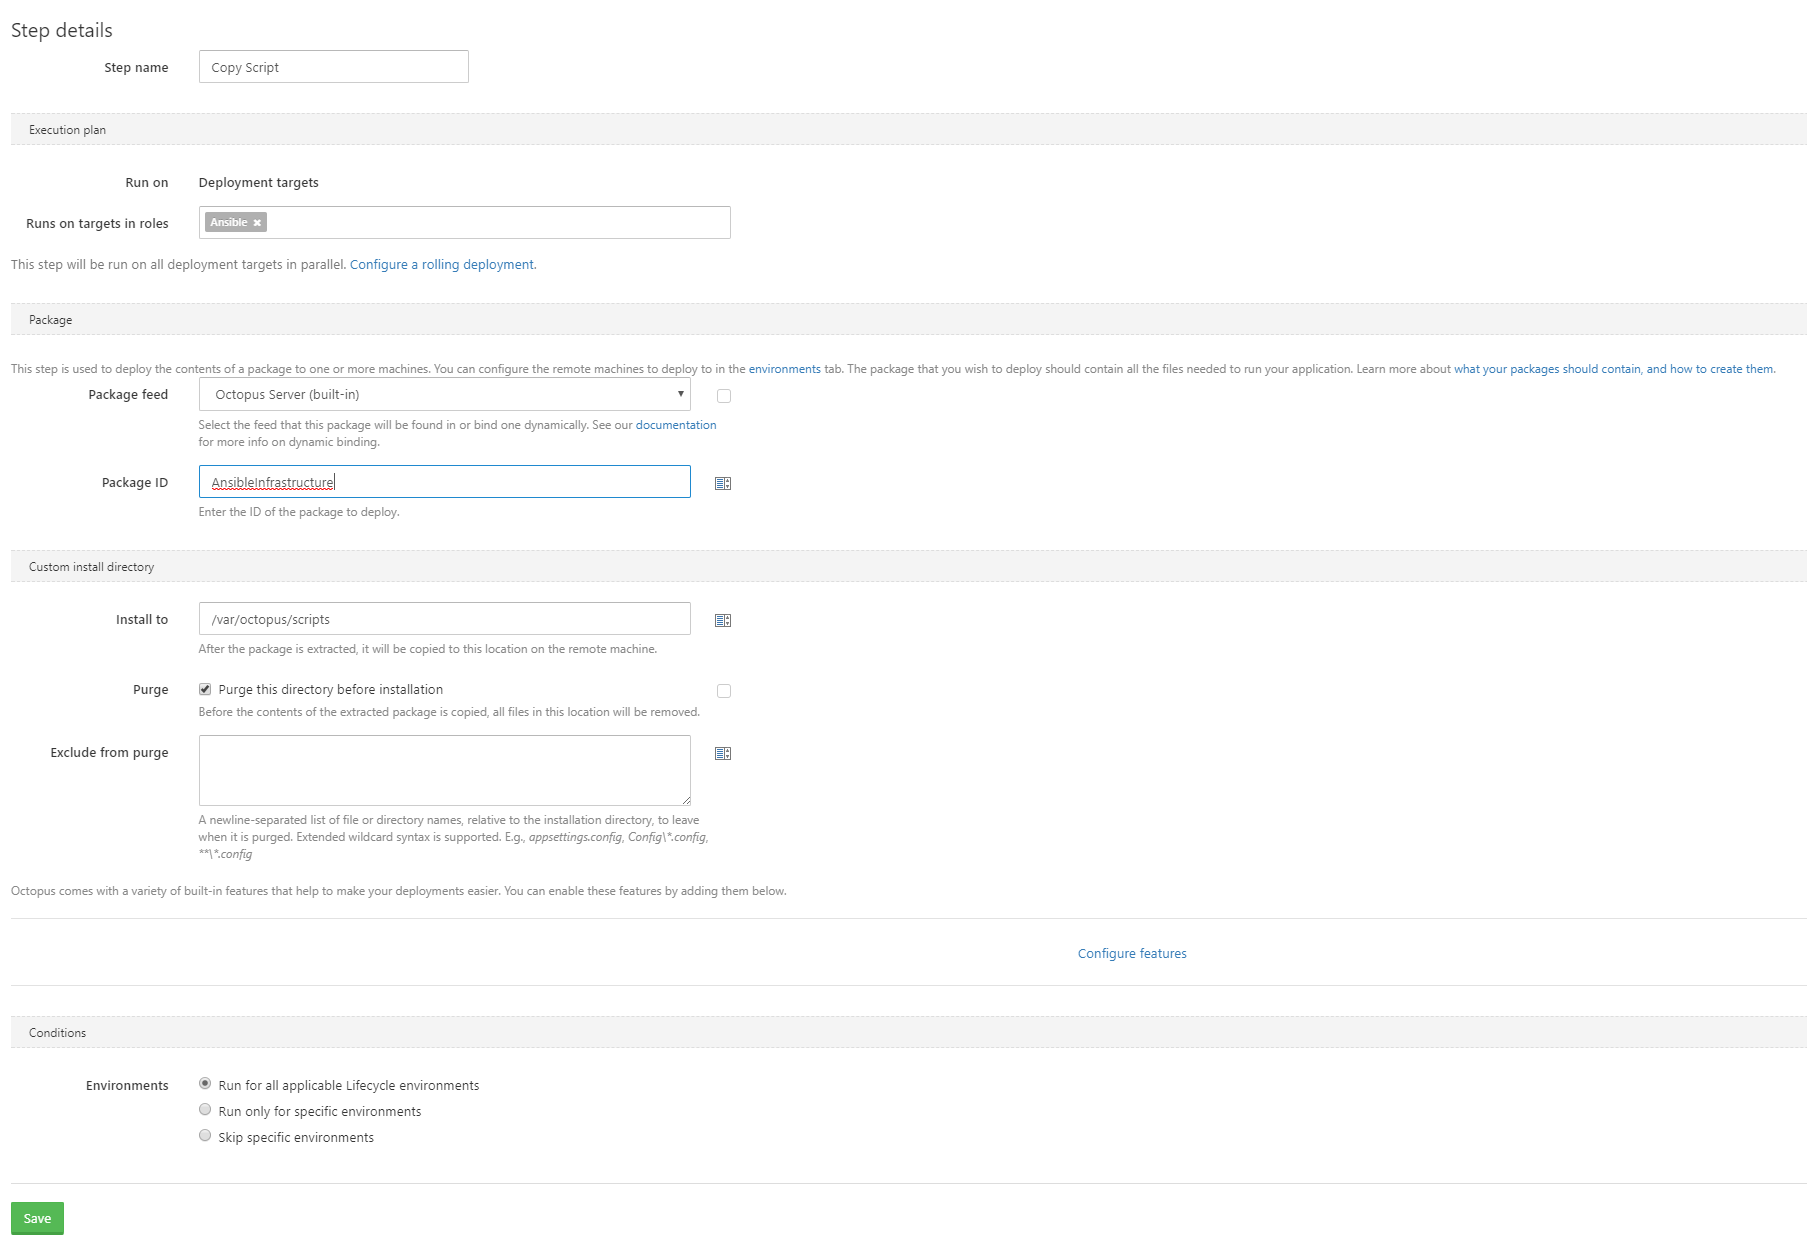 Step details
Step name
Copy Script
Execution plan
Run on
Deployment targets
Runs on targets in roles
Ansible ✖
This step will be run on all deployment targets in parallel. Configure a rolling deployment.
Package
This step is used to deploy the contents of a package to one or more machines. You can configure the remote machines to deploy to in the environments tab. The package that you wish to deploy should contain all the files needed to run your application. Learn more about what your packages should contain, and how to create them.
Package feed
Octopus Server (built-in)
Select the feed that this package will be found in or bind one dynamically. See our documentation
for more info on dynamic binding.
Package ID
AnsibleInfrastructure
Enter the ID of the package to deploy.
Custom install directory
Install to
/var/octopus/scripts
After the package is extracted, it will be copied to this location on the remote machine.
Purge
Purge this directory before installation
Before the contents of the extracted package is copied, all files in this location will be removed.
Exclude from purge
A newline-separated list of file or directory names, relative to the installation directory, to leave
when it is purged. Extended wildcard syntax is supported. E.g., appsettings.config, Config\*.config,
**\*.config
Octopus comes with a variety of built-in features that help to make your deployments easier. You can enable these features by adding them below.
Configure features
Conditions
Environments
Run for all applicable Lifecycle environments
Run only for specific environments
Skip specific environments
Save